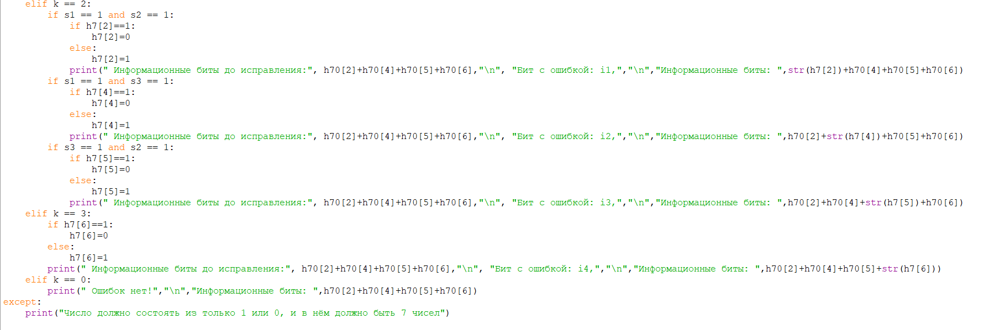 elif k == 2:
        if s1 == 1 and s2 == 1:
            if h7[2]==1:
                h7[2]=0
            else:
                h7[2]=1
            print(" Информационные биты до исправления:", h70[2]+h70[4]+h70[5]+h70[6],"\n", "Бит с ошибкой: i1,","\n","Информационные биты: ",str(h7[2])+h70[4]+h70[5]+h70[6])
        if s1 == 1 and s3 == 1:
            if h7[4]==1:
                h7[4]=0
            else:
                h7[4]=1
            print(" Информационные биты до исправления:", h70[2]+h70[4]+h70[5]+h70[6],"\n", "Бит с ошибкой: i2,","\n","Информационные биты: ",h70[2]+str(h7[4])+h70[5]+h70[6])
        if s3 == 1 and s2 == 1:
            if h7[5]==1:
                h7[5]=0
            else:
                h7[5]=1
            print(" Информационные биты до исправления:", h70[2]+h70[4]+h70[5]+h70[6],"\n", "Бит с ошибкой: i3,","\n","Информационные биты: ",h70[2]+h70[4]+str(h7[5])+h70[6])
    elif k == 3:
        if h7[6]==1:
            h7[6]=0
        else:
            h7[6]=1
        print(" Информационные биты до исправления:", h70[2]+h70[4]+h70[5]+h70[6],"\n", "Бит с ошибкой: i4,","\n","Информационные биты: ",h70[2]+h70[4]+h70[5]+str(h7[6]))
    elif k == 0:
        print(" Ошибок нет!","\n","Информационные биты: ",h70[2]+h70[4]+h70[5]+h70[6])
except:
    print("Число должно состоять из только 1 или 0, и в нём должно быть 7 чисел")